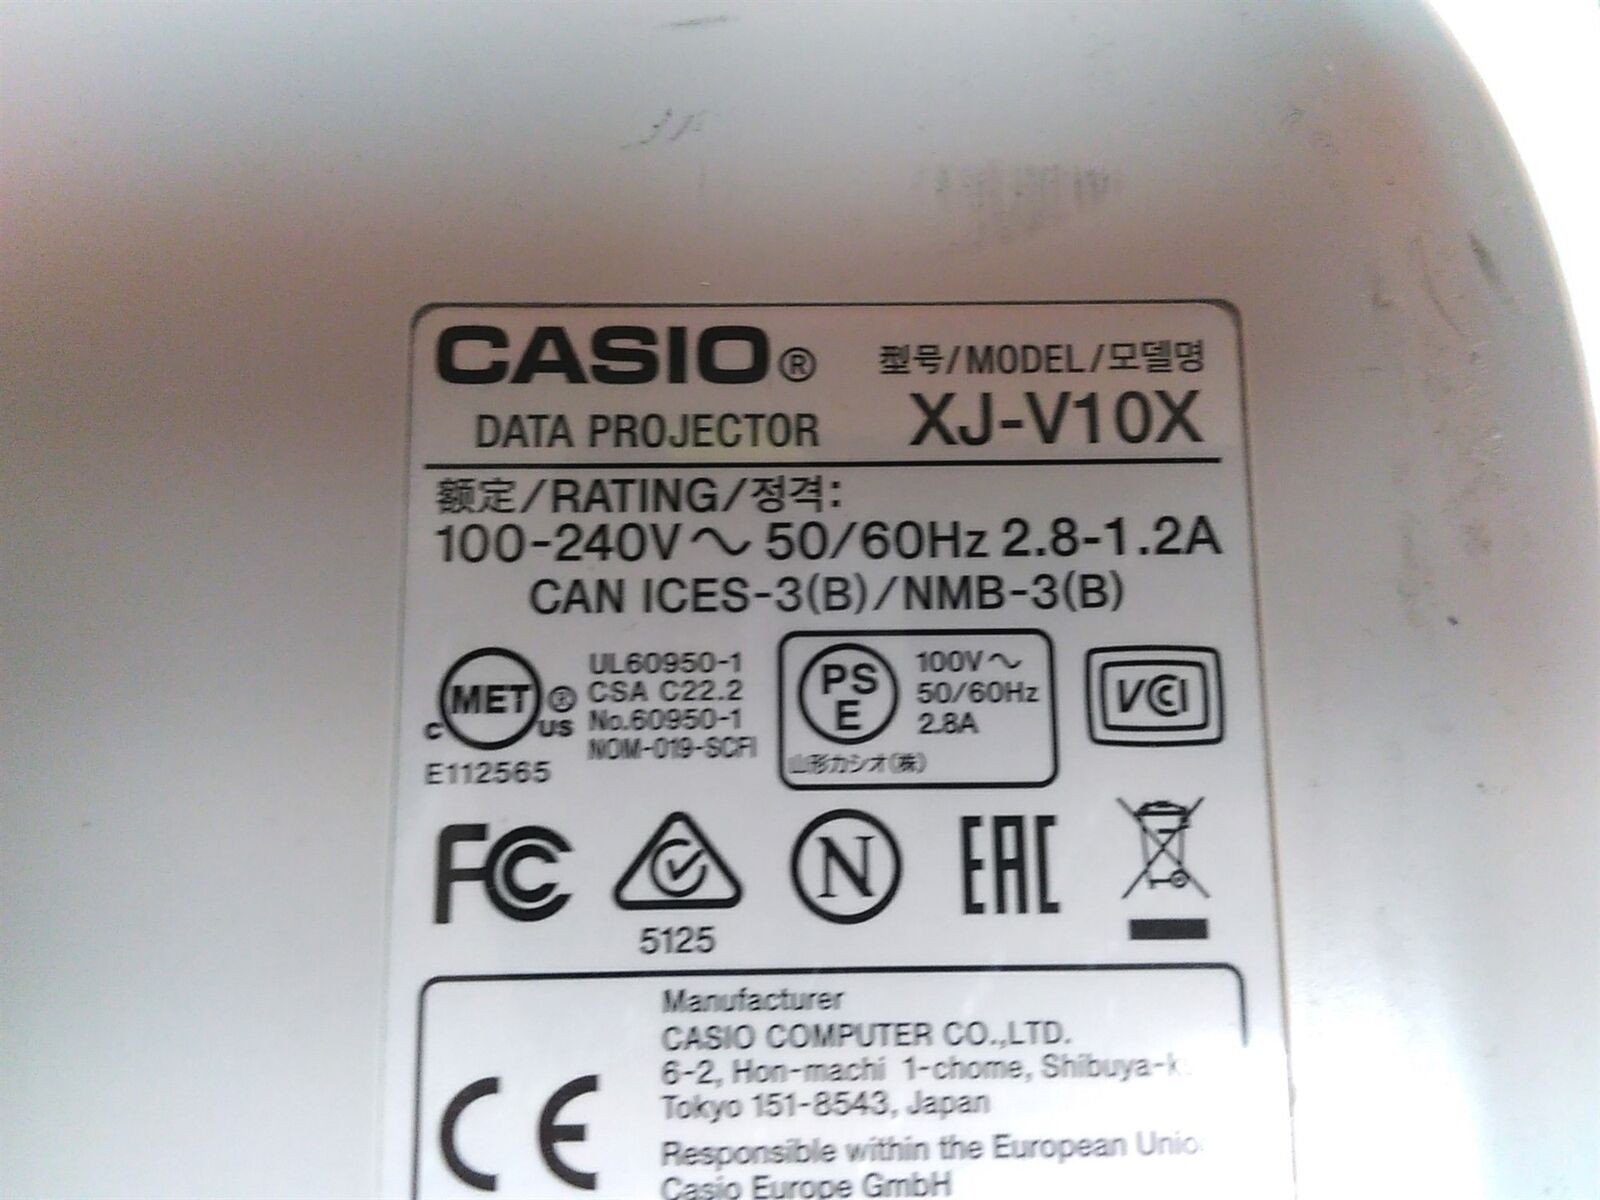 CASIO® 型号/MODEL/모델명
DATA PROJECTOR XJ-V10X
额定/RATING/정격:
100-240V～ 50/60Hz 2.8-1.2A
CAN ICES-3(B)/NMB-3(B)
c MET ® US
E112565
UL60950-1
CSA C22.2
No.60950-1
NOM-019-SCFI
PS
E
100V～
50/60Hz
2.8A
山形カシオ(株)
VCCI
FC
5125
N
EAC
CE
Manufacturer
CASIO COMPUTER CO.,LTD.
6-2, Hon-machi 1-chome, Shibuya-k
Tokyo 151-8543, Japan
Responsible within the European Unio
Casio Europe GmbH